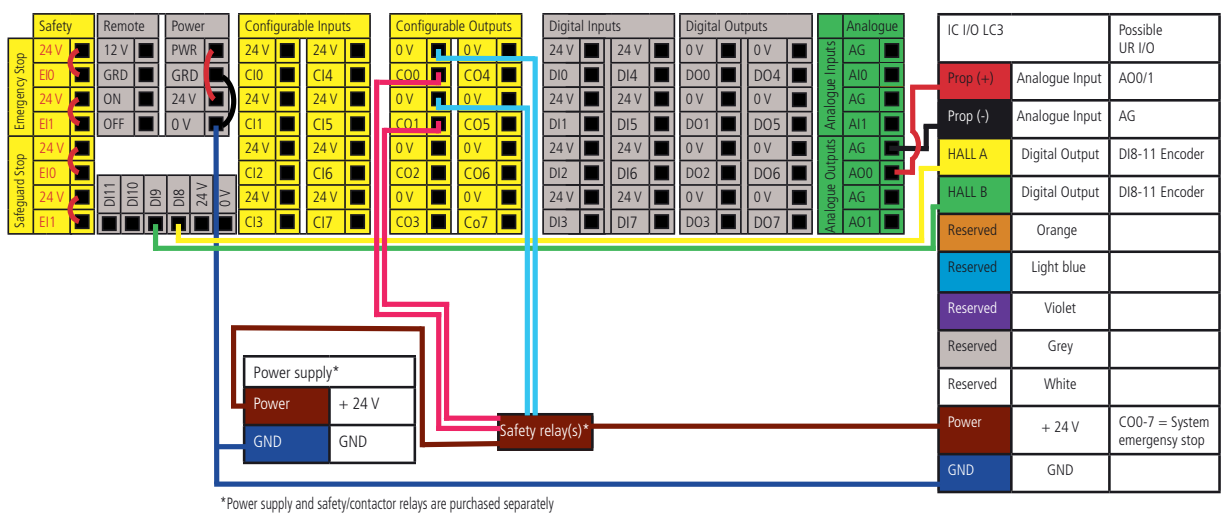 Safety Remote Power Configurable Inputs Configurable Outputs Digital Inputs Digital Outputs Analogue
24 V 12 V PWR 24 V 24 V 0 V 0 V 24 V 24 V 0 V 0 V AG
EI0 GRD GRD CI0 CI4 CO0 CO4 DI0 DI4 DO0 DO4 AI0
24 V ON 24 V 24 V 24 V 0 V 0 V 24 V 24 V 0 V 0 V AG
EI1 OFF 0 V CI1 CI5 CO1 CO5 DI1 DI5 DO1 DO5 AI1
24 V 24 V 24 V 0 V 0 V 24 V 24 V 0 V 0 V AG
EI0 CI2 CI6 CO2 CO6 DI2 DI6 DO2 DO6 AO0
24 V 24 V 24 V 0 V 0 V 24 V 24 V 0 V 0 V AG
EI1 CI3 CI7 CO3 Co7 DI3 DI7 DO3 DO7 AO1
Emergency Stop
Safeguard Stop
DI11
DI10
DI9
DI8
24 V
0 V
Analogue Inputs
Analogue Outputs
IC I/O LC3 Possible
UR I/O
Prop (+) Analogue Input AO0/1
Prop (-) Analogue Input AG
HALL A Digital Output DI8-11 Encoder
HALL B Digital Output DI8-11 Encoder
Reserved Orange
Reserved Light blue
Reserved Violet
Reserved Grey
Reserved White
Power + 24 V CO0-7 = System
emergensy stop
GND GND
Power supply*
Power + 24 V
GND GND
Safety relay(s)*
*Power supply and safety/contactor relays are purchased separately